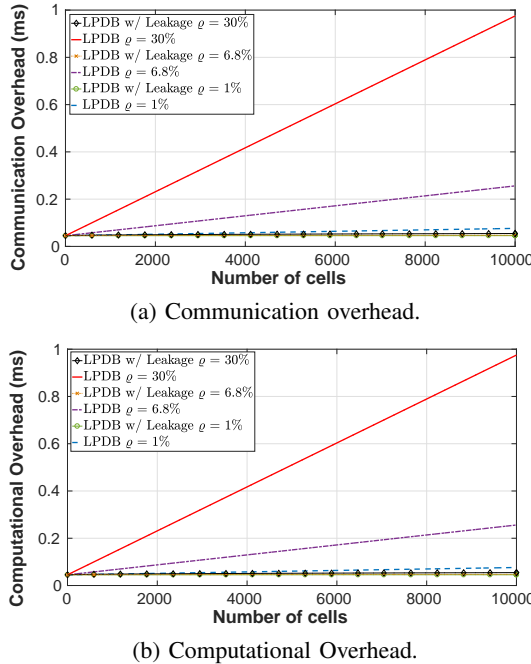 1
0.8
0.6
0.4
0.2
0
Communication Overhead (ms)
LPDB w/ Leakage ϱ = 30%
LPDB ϱ = 30%
LPDB w/ Leakage ϱ = 6.8%
LPDB ϱ = 6.8%
LPDB w/ Leakage ϱ = 1%
LPDB ϱ = 1%
0 2000 4000 6000 8000 10000
Number of cells
(a) Communication overhead.
1
0.8
0.6
0.4
0.2
0
Computational Overhead (ms)
LPDB w/ Leakage ϱ = 30%
LPDB ϱ = 30%
LPDB w/ Leakage ϱ = 6.8%
LPDB ϱ = 6.8%
LPDB w/ Leakage ϱ = 1%
LPDB ϱ = 1%
0 2000 4000 6000 8000 10000
Number of cells
(b) Computational Overhead.